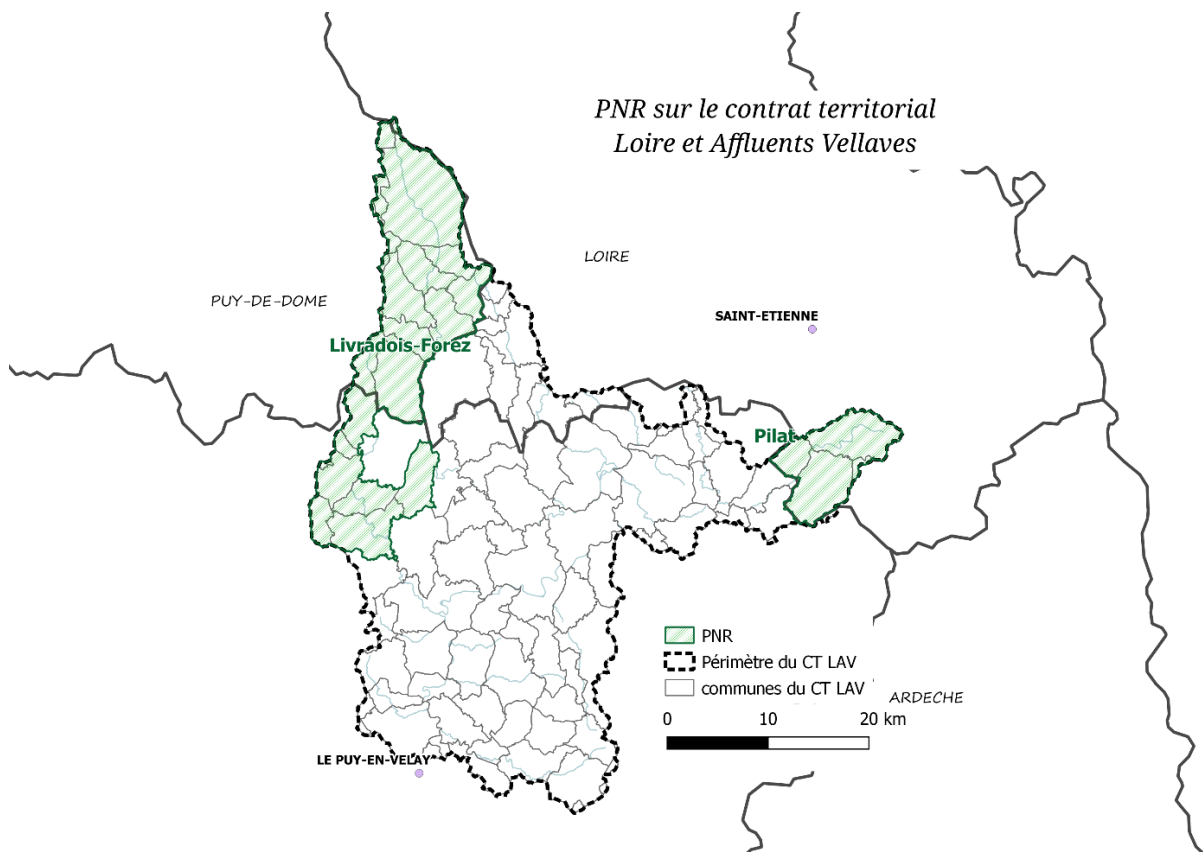 PNR sur le contrat territorial
Loire et Affluents Vellaves
LOIRE
PUY-DE-DOME
SAINT-ETIENNE
Livradois-Forez
Pilat
PNR
Périmètre du CT LAV
communes du CT LAV
ARDECHE
0 10 20 km
LE PUY-EN-VELAY